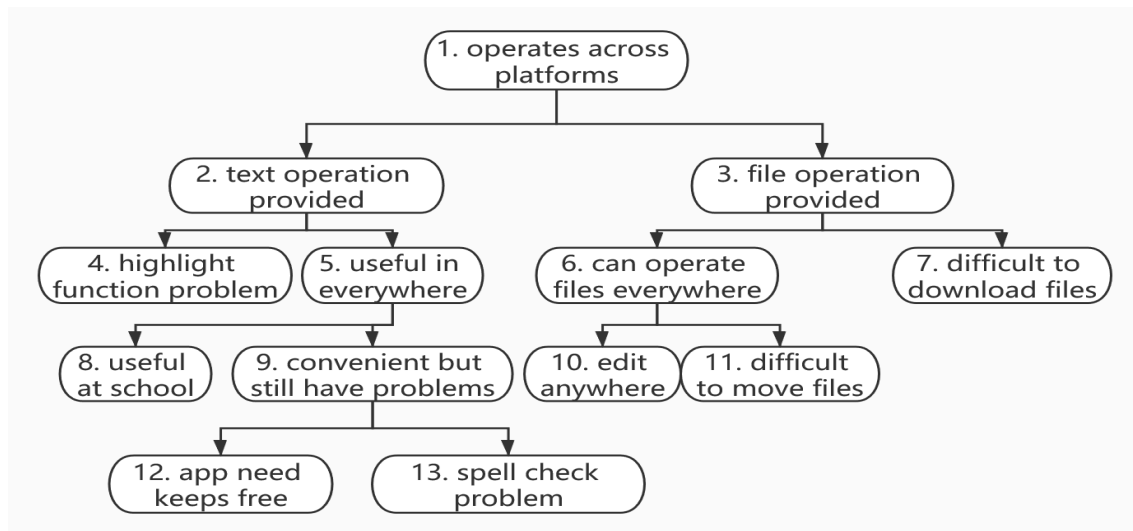 1. operates across
platforms
2. text operation
provided
3. file operation
provided
4. highlight
function problem
5. useful in
everywhere
6. can operate
files everywhere
7. difficult to
download files
8. useful
at school
9. convenient but
still have problems
10. edit
anywhere
11. difficult
to move files
12. app need
keeps free
13. spell check
problem